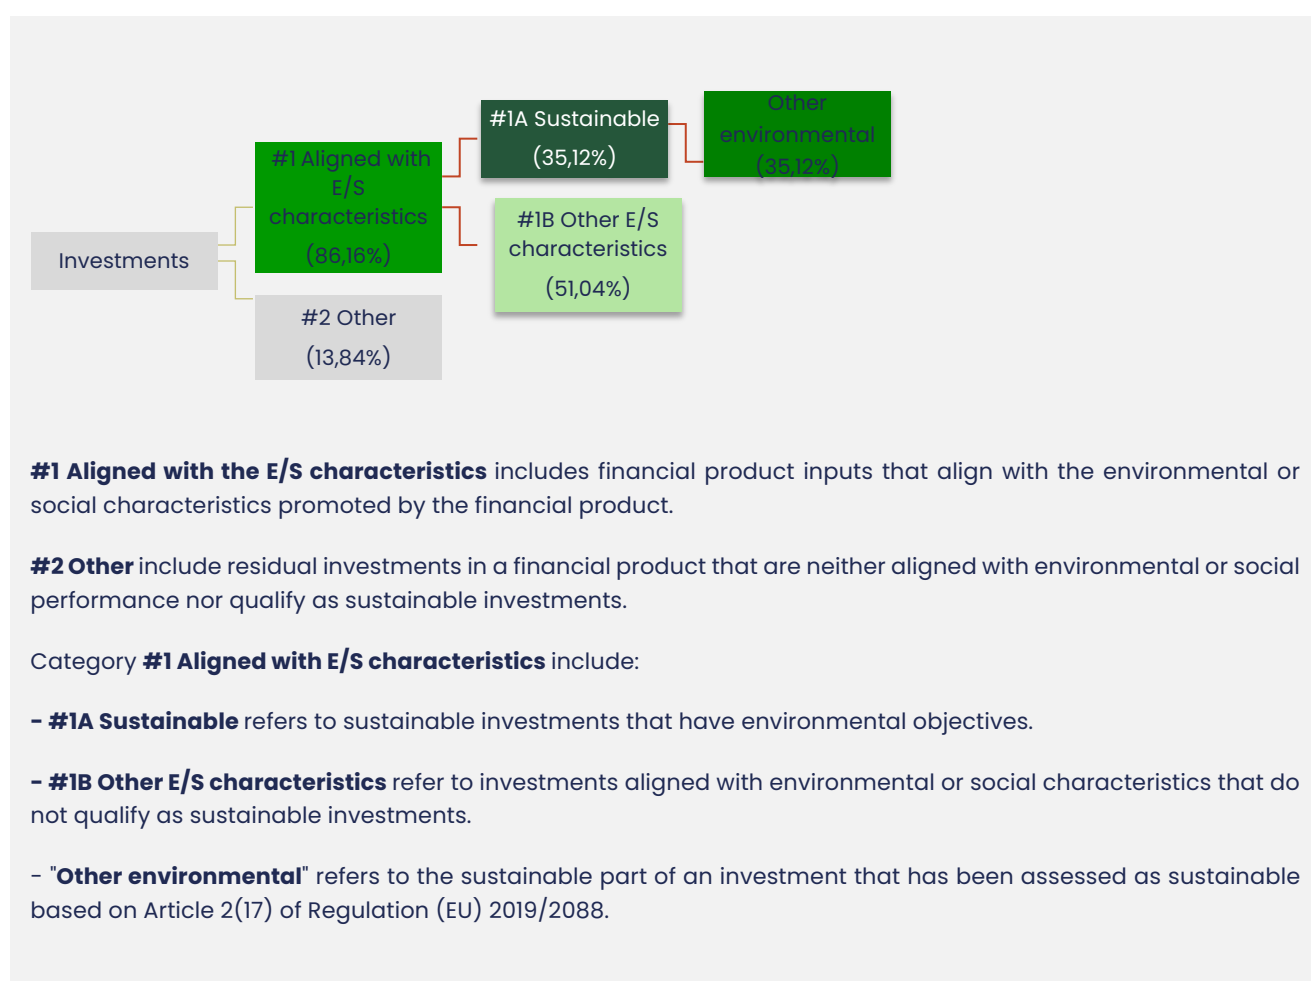 Investments
#1 Aligned with
E/S
characteristics
(86,16%)
#2 Other
(13,84%)
#1A Sustainable
(35,12%)
#1B Other E/S
characteristics
(51,04%)
Other
environmental
(35,12%)
#1 Aligned with the E/S characteristics includes financial product inputs that align with the environmental or
social characteristics promoted by the financial product.
#2 Other include residual investments in a financial product that are neither aligned with environmental or social
performance nor qualify as sustainable investments.
Category #1 Aligned with E/S characteristics include:
- #1A Sustainable refers to sustainable investments that have environmental objectives.
- #1B Other E/S characteristics refer to investments aligned with environmental or social characteristics that do
not qualify as sustainable investments.
- "Other environmental" refers to the sustainable part of an investment that has been assessed as sustainable
based on Article 2(17) of Regulation (EU) 2019/2088.